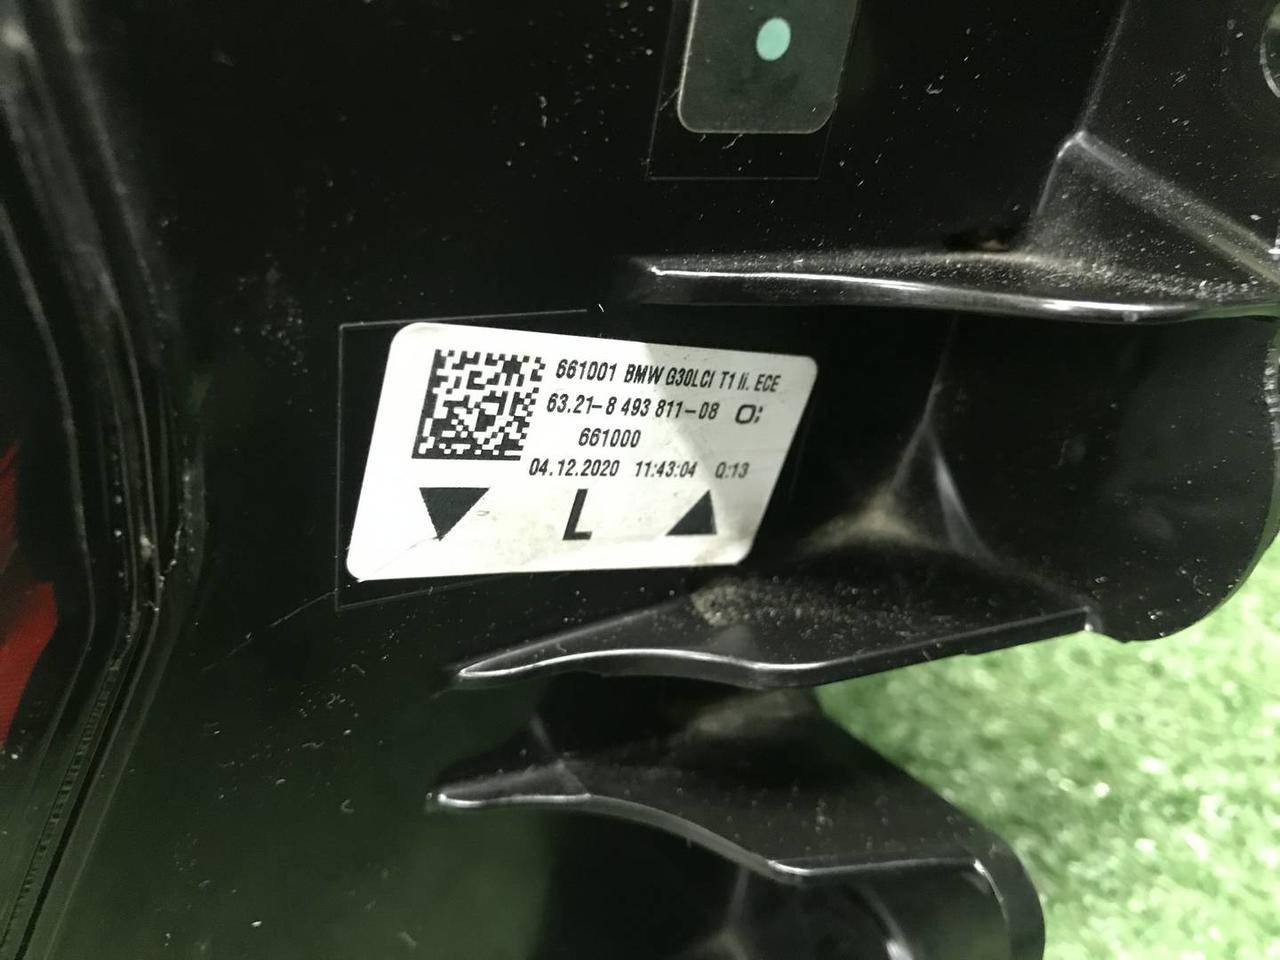 661001 BMW G30LCI T1 li. ECE
63.21-8 493 811-08 O:
661000
04.12.2020 11:43:04 Q:13
L